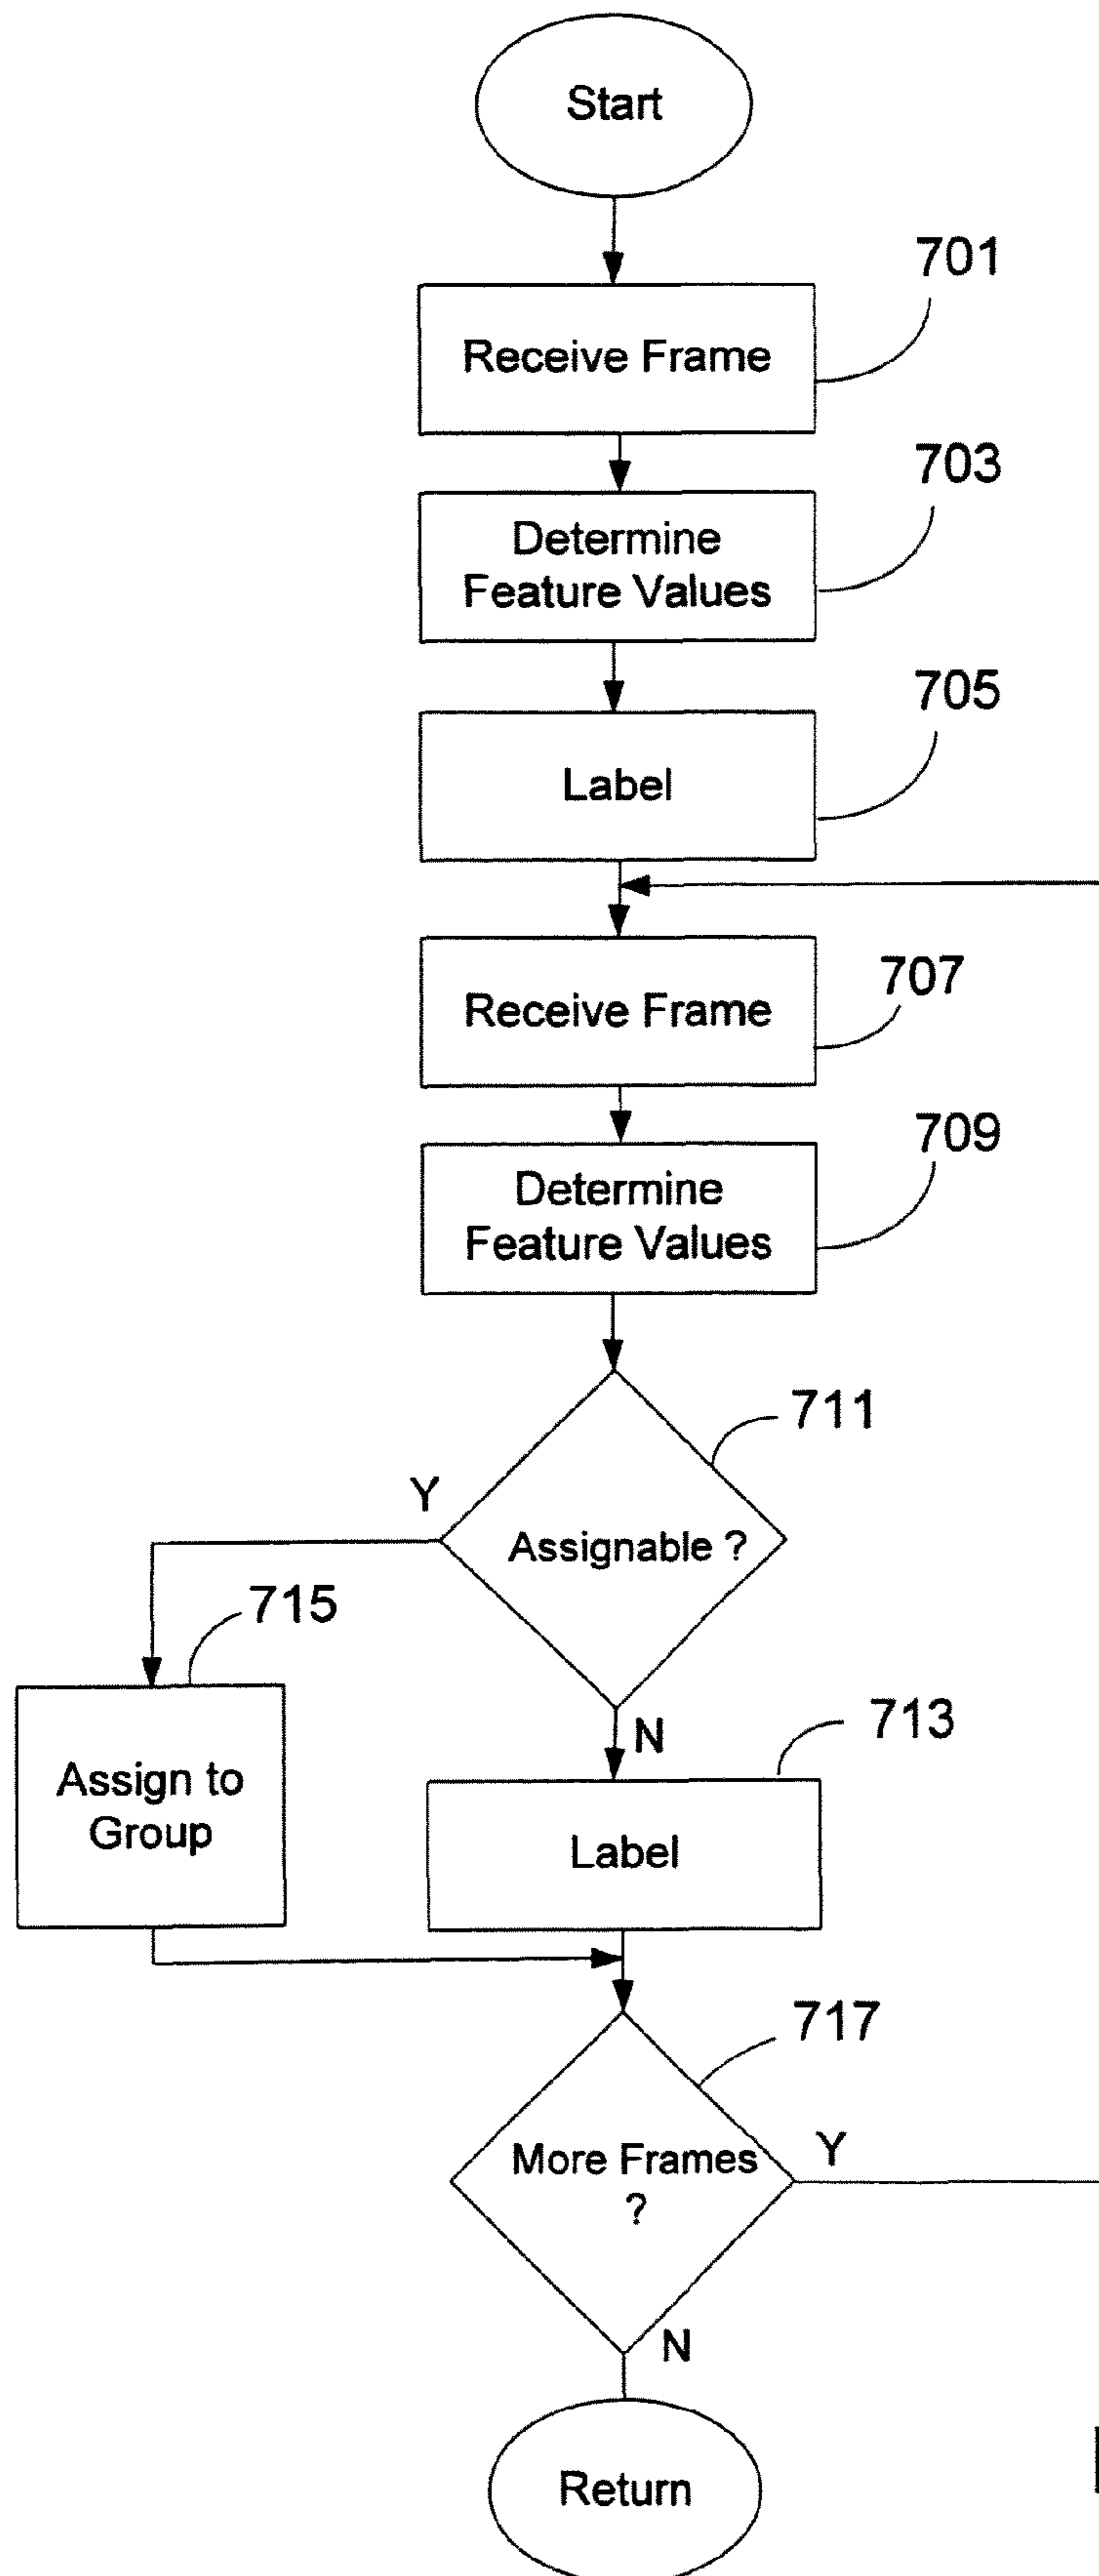 Start
701
Receive Frame
703
Determine
Feature Values
705
Label
707
Receive Frame
709
Determine
Feature Values
711
Y
Assignable ?
715
N
713
Assign to
Group
Label
717
Y
More Frames
?
N
Return